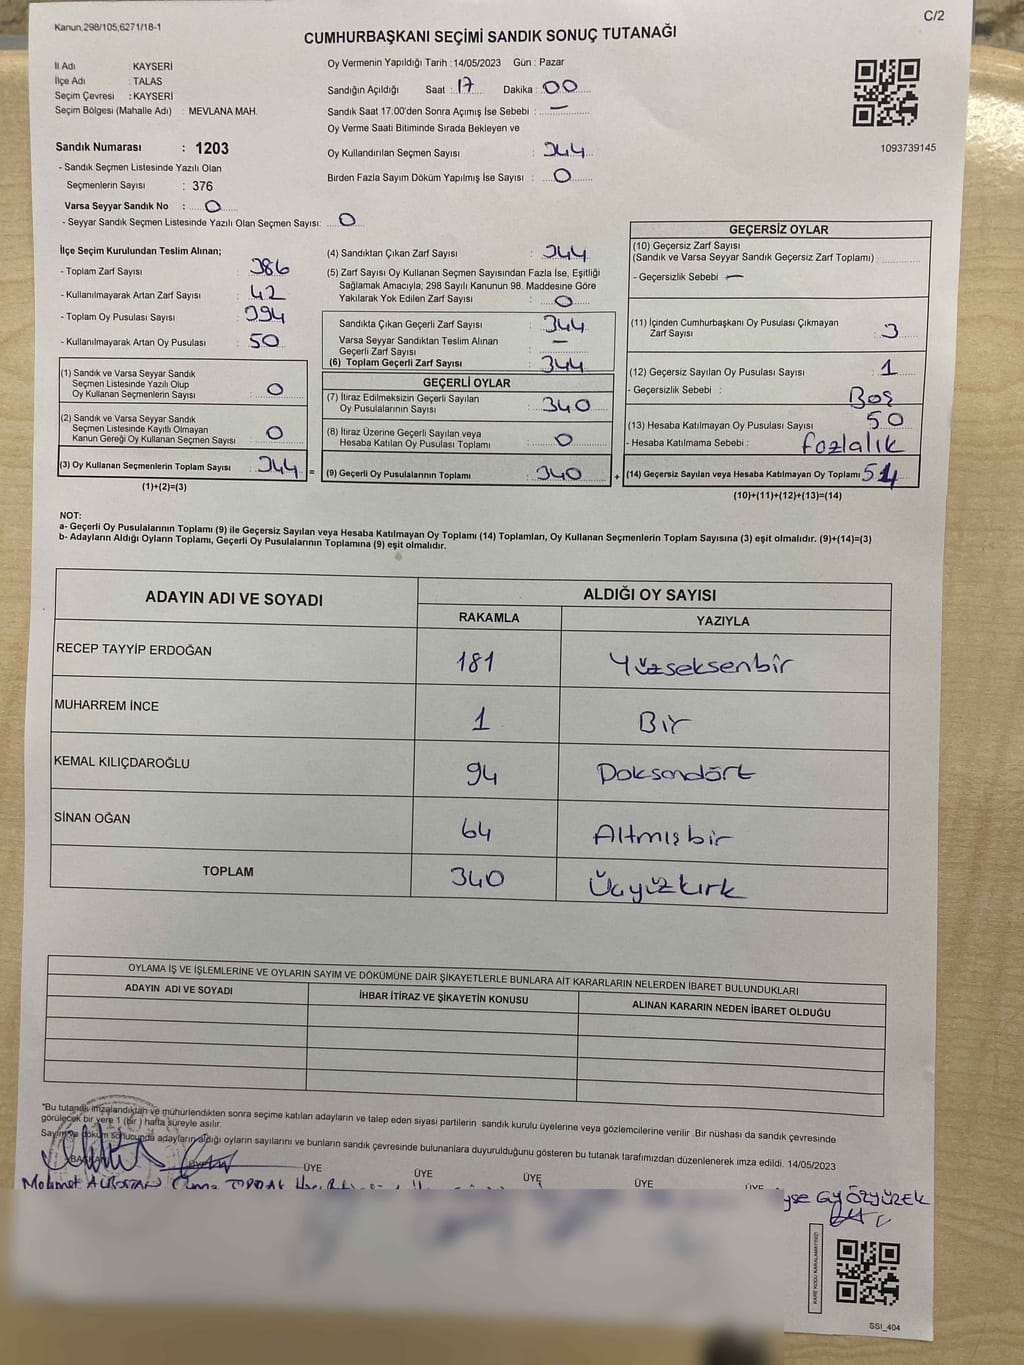 Kanun,298/105,6271/18-1
C/2
CUMHURBAŞKANI SEÇİMİ SANDIK SONUÇ TUTANAĞI
İl Adı : KAYSERİ
İlçe Adı : TALAS
Seçim Çevresi : KAYSERİ
Seçim Bölgesi (Mahalle Adı) : MEVLANA MAH.
Oy Vermenin Yapıldığı Tarih :14/05/2023 Gün : Pazar
Sandığın Açıldığı Saat : 17 Dakika : 00
Sandık Saat 17.00'den Sonra Açımış İse Sebebi : —
Oy Verme Saati Bitiminde Sırada Bekleyen ve
Oy Kullandırılan Seçmen Sayısı : 344
Birden Fazla Sayım Döküm Yapılmış İse Sayısı : 0
1093739145
Sandık Numarası : 1203
- Sandık Seçmen Listesinde Yazılı Olan
Seçmenlerin Sayısı : 376
Varsa Seyyar Sandık No : 0
- Seyyar Sandık Seçmen Listesinde Yazılı Olan Seçmen Sayısı: 0
İlçe Seçim Kurulundan Teslim Alınan;
- Toplam Zarf Sayısı : 386
- Kullanılmayarak Artan Zarf Sayısı : 42
- Toplam Oy Pusulası Sayısı : 394
- Kullanılmayarak Artan Oy Pusulası : 50
(1) Sandık ve Varsa Seyyar Sandık
Seçmen Listesinde Yazılı Olup
Oy Kullanan Seçmenlerin Sayısı : 0
(2) Sandık ve Varsa Seyyar Sandık
Seçmen Listesinde Kayıtlı Olmayan
Kanun Gereği Oy Kullanan Seçmen Sayısı : 0
(3) Oy Kullanan Seçmenlerin Toplam Sayısı : 344 =
(1)+(2)=(3)
(4) Sandıktan Çıkan Zarf Sayısı : 344
(5) Zarf Sayısı Oy Kullanan Seçmen Sayısından Fazla İse, Eşitliği
Sağlamak Amacıyla; 298 Sayılı Kanunun 98. Maddesine Göre
Yakılarak Yok Edilen Zarf Sayısı : 0
Sandıkta Çıkan Geçerli Zarf Sayısı : 344
Varsa Seyyar Sandıktan Teslim Alınan
Geçerli Zarf Sayısı : —
(6) Toplam Geçerli Zarf Sayısı : 344
GEÇERLİ OYLAR
(7) İtiraz Edilmeksizin Geçerli Sayılan
Oy Pusulalarının Sayısı : 340
(8) İtiraz Üzerine Geçerli Sayılan veya
Hesaba Katılan Oy Pusulası Toplamı : 0
(9) Geçerli Oy Pusulalarının Toplamı : 340 +
GEÇERSİZ OYLAR
(10) Geçersiz Zarf Sayısı
(Sandık ve Varsa Seyyar Sandık Geçersiz Zarf Toplamı) :
- Geçersizlik Sebebi —
(11) İçinden Cumhurbaşkanı Oy Pusulası Çıkmayan
Zarf Sayısı : 3
(12) Geçersiz Sayılan Oy Pusulası Sayısı : 1
- Geçersizlik Sebebi : Boş
(13) Hesaba Katılmayan Oy Pusulası Sayısı : 50
- Hesaba Katılmama Sebebi : fazlalık
(14) Geçersiz Sayılan veya Hesaba Katılmayan Oy Toplamı 54
(10)+(11)+(12)+(13)=(14)
NOT:
a- Geçerli Oy Pusulalarının Toplamı (9) ile Geçersiz Sayılan veya Hesaba Katılmayan Oy Toplamı (14) Toplamları, Oy Kullanan Seçmenlerin Toplam Sayısına (3) eşit olmalıdır. (9)+(14)=(3)
b- Adayların Aldığı Oyların Toplamı, Geçerli Oy Pusulalarının Toplamına (9) eşit olmalıdır.
ADAYIN ADI VE SOYADI
ALDIĞI OY SAYISI
RAKAMLA YAZIYLA
RECEP TAYYİP ERDOĞAN 181 Yüzseksenbir
MUHARREM İNCE 1 Bir
KEMAL KILIÇDAROĞLU 94 Doksandört
SİNAN OĞAN 64 Altmışbir
TOPLAM 340 Üçyüzkırk
OYLAMA İŞ VE İŞLEMLERİNE VE OYLARIN SAYIM VE DÖKÜMÜNE DAİR ŞİKAYETLERLE BUNLARA AİT KARARLARIN NELERDEN İBARET BULUNDUKLARI
ADAYIN ADI VE SOYADI İHBAR İTİRAZ VE ŞİKAYETİN KONUSU ALINAN KARARIN NEDEN İBARET OLDUĞU
*Bu tutanak imzalandıktan ve mühürlendikten sonra seçime katılan adayların ve talep eden siyasi partilerin sandık kurulu üyelerine veya gözlemcilerine verilir .Bir nüshası da sandık çevresinde
görülecek bir yere 1 (bir ) hafta süreyle asılır.
Sayım ve döküm sonucunda adayların aldığı oyların sayılarını ve bunların sandık çevresinde bulunanlara duyurulduğunu gösteren bu tutanak tarafımızdan düzenlenerek imza edildi. 14/05/2023
BAŞKAN ÜYE ÜYE ÜYE ÜYE ÜYE
Mehmet
ÖZYÜREK
KARE KODU KARALAMAYINIZ!
SSI_404